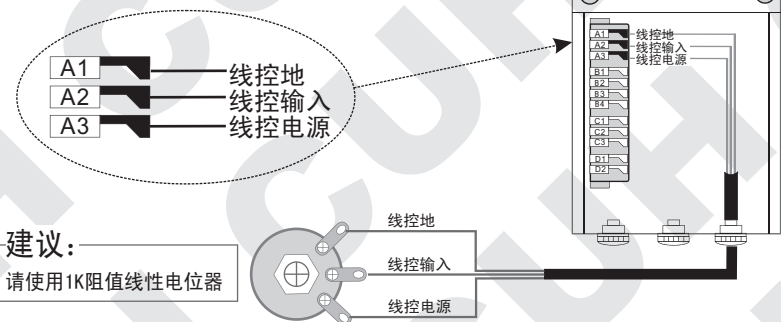 A1 线控地
A2 线控输入
A3 线控电源
A1 线控地
A2 线控输入
A3 线控电源
B1
B2
B3
B4
C1
C2
C3
D1
D2
建议：
请使用1K阻值线性电位器
线控地
线控输入
线控电源
CUH